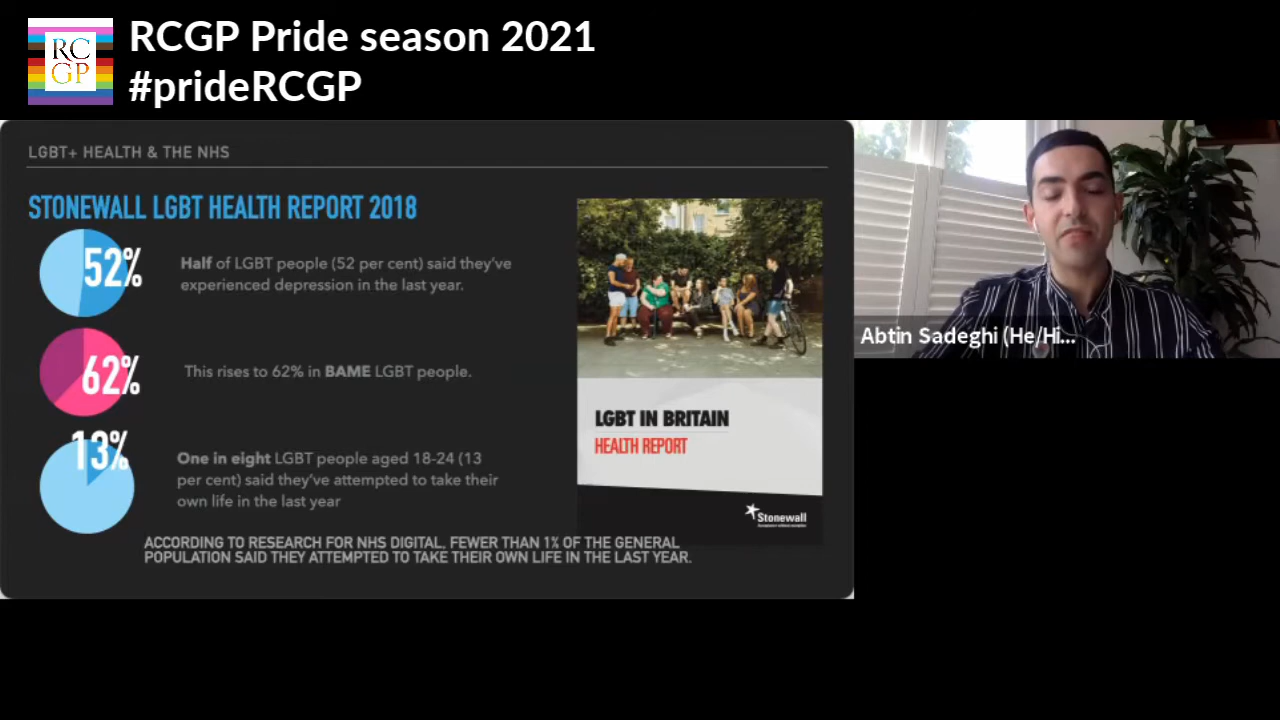 RC
GP
RCGP Pride season 2021
#prideRCGP
LGBT+ HEALTH & THE NHS
STONEWALL LGBT HEALTH REPORT 2018
52%
Half of LGBT people (52 per cent) said they've
experienced depression in the last year.
62%
This rises to 62% in BAME LGBT people.
13%
One in eight LGBT people aged 18-24 (13
per cent) said they've attempted to take their
own life in the last year
ACCORDING TO RESEARCH FOR NHS DIGITAL, FEWER THAN 1% OF THE GENERAL
POPULATION SAID THEY ATTEMPTED TO TAKE THEIR OWN LIFE IN THE LAST YEAR.
LGBT IN BRITAIN
HEALTH REPORT
Stonewall
Abtin Sadeghi (He/Hi...